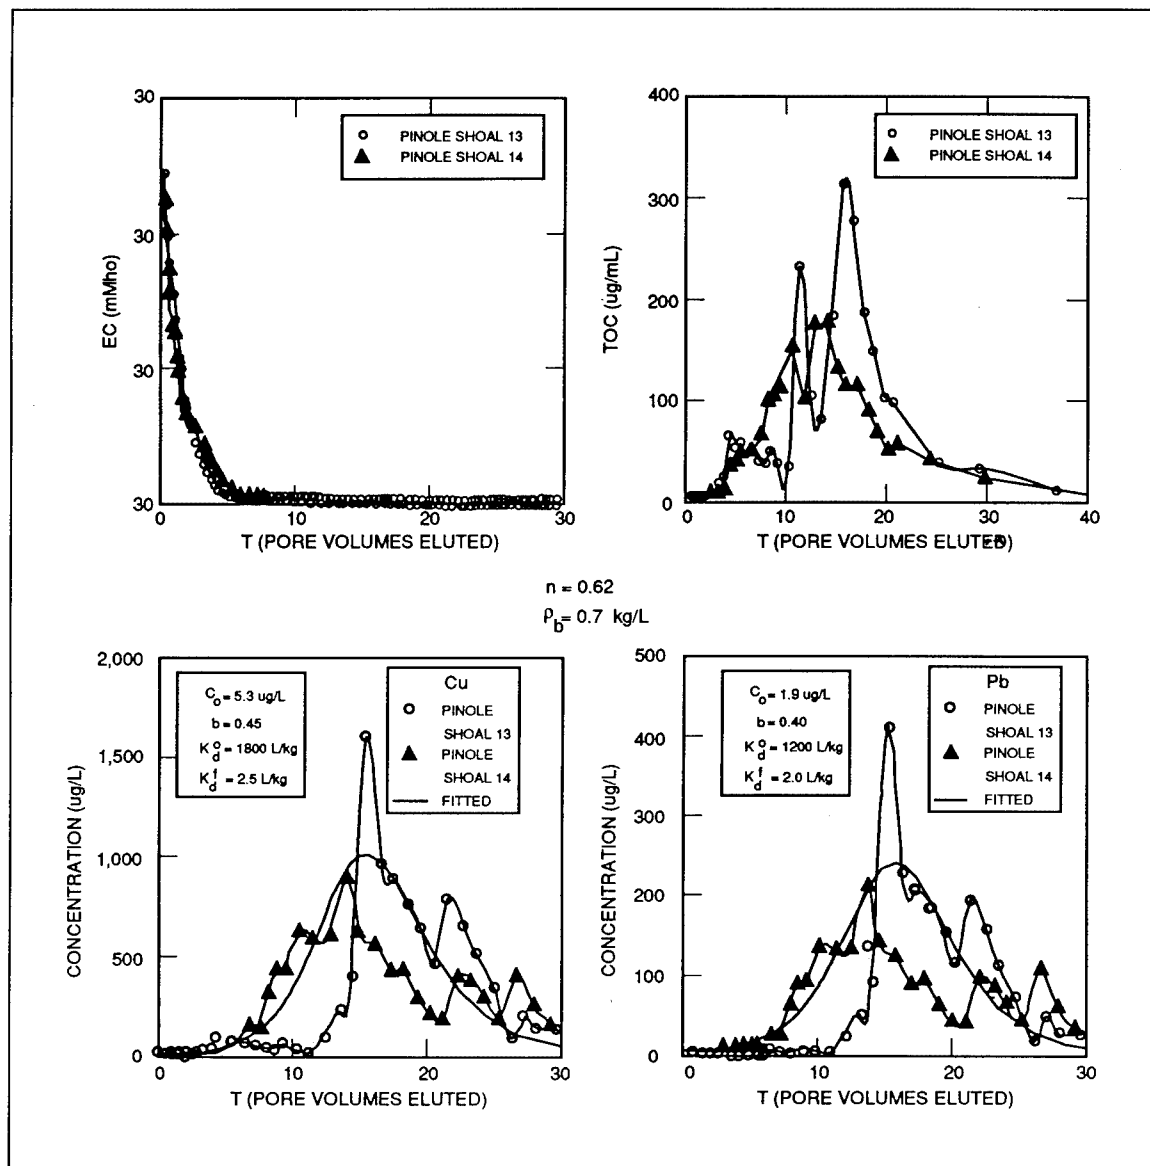 30
30
30
30
EC (mMho)
PINOLE SHOAL 13
PINOLE SHOAL 14
0
10
20
30
T (PORE VOLUMES ELUTED)
400
300
200
100
0
TOC (ug/mL)
PINOLE SHOAL 13
PINOLE SHOAL 14
0
10
20
30
40
T (PORE VOLUMES ELUTED)
n = 0.62
ρb = 0.7 kg/L
2,000
1,500
1,000
500
0
CONCENTRATION (ug/L)
Co = 5.3 ug/L
b = 0.45
K d o = 1800 L/kg
K d f = 2.5 L/kg
Cu
PINOLE
SHOAL 13
PINOLE
SHOAL 14
FITTED
0
10
20
30
T (PORE VOLUMES ELUTED)
500
400
300
200
100
0
CONCENTRATION (ug/L)
Co = 1.9 ug/L
b = 0.40
K d o = 1200 L/kg
K d f = 2.0 L/kg
Pb
PINOLE
SHOAL 13
PINOLE
SHOAL 14
FITTED
0
10
20
30
T (PORE VOLUMES ELUTED)